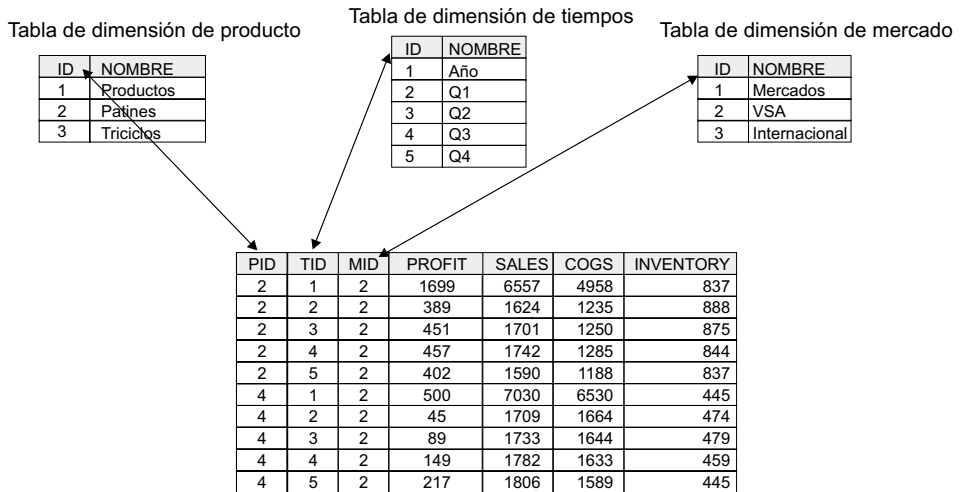 Tabla de dimensión de producto
ID NOMBRE
1 Productos
2 Patines
3 Triciclos
Tabla de dimensión de tiempos
ID NOMBRE
1 Año
2 Q1
3 Q2
4 Q3
5 Q4
Tabla de dimensión de mercado
ID NOMBRE
1 Mercados
2 VSA
3 Internacional
PID TID MID PROFIT SALES COGS INVENTORY
2 1 2 1699 6557 4958 837
2 2 2 389 1624 1235 888
2 3 2 451 1701 1250 875
2 4 2 457 1742 1285 844
2 5 2 402 1590 1188 837
4 1 2 500 7030 6530 445
4 2 2 45 1709 1664 474
4 3 2 89 1733 1644 479
4 4 2 149 1782 1633 459
4 5 2 217 1806 1589 445